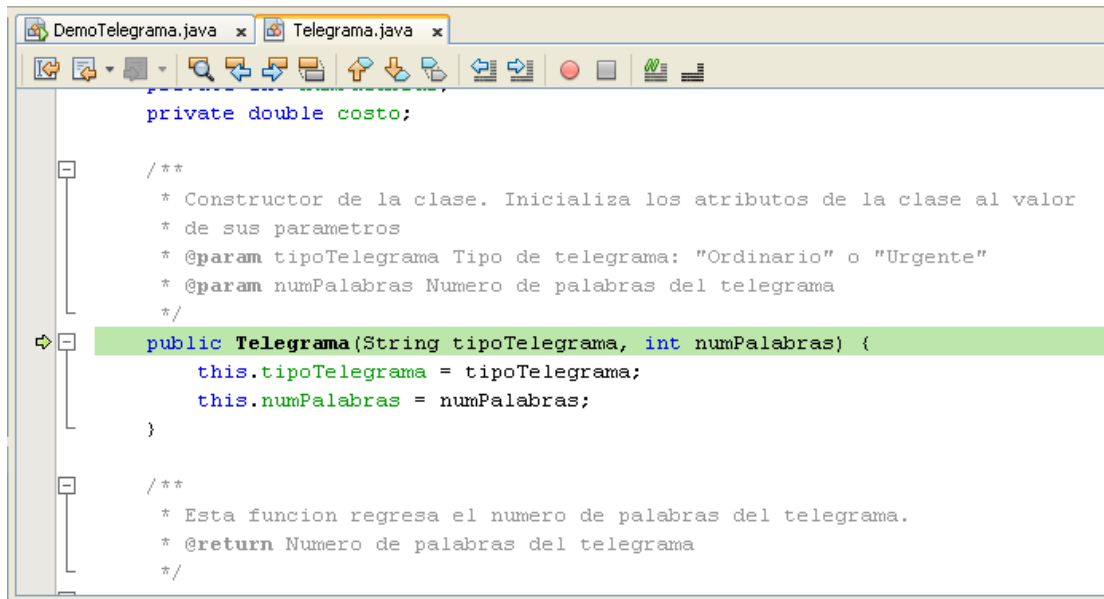 DemoTelegrama.java x Telegrama.java x
private double costo;
/**
* Constructor de la clase. Inicializa los atributos de la clase al valor
* de sus parametros
* @param tipoTelegrama Tipo de telegrama: "Ordinario" o "Urgente"
* @param numPalabras Numero de palabras del telegrama
*/
public Telegrama(String tipoTelegrama, int numPalabras) {
this.tipoTelegrama = tipoTelegrama;
this.numPalabras = numPalabras;
}
/**
* Esta funcion regresa el numero de palabras del telegrama.
* @return Numero de palabras del telegrama
*/